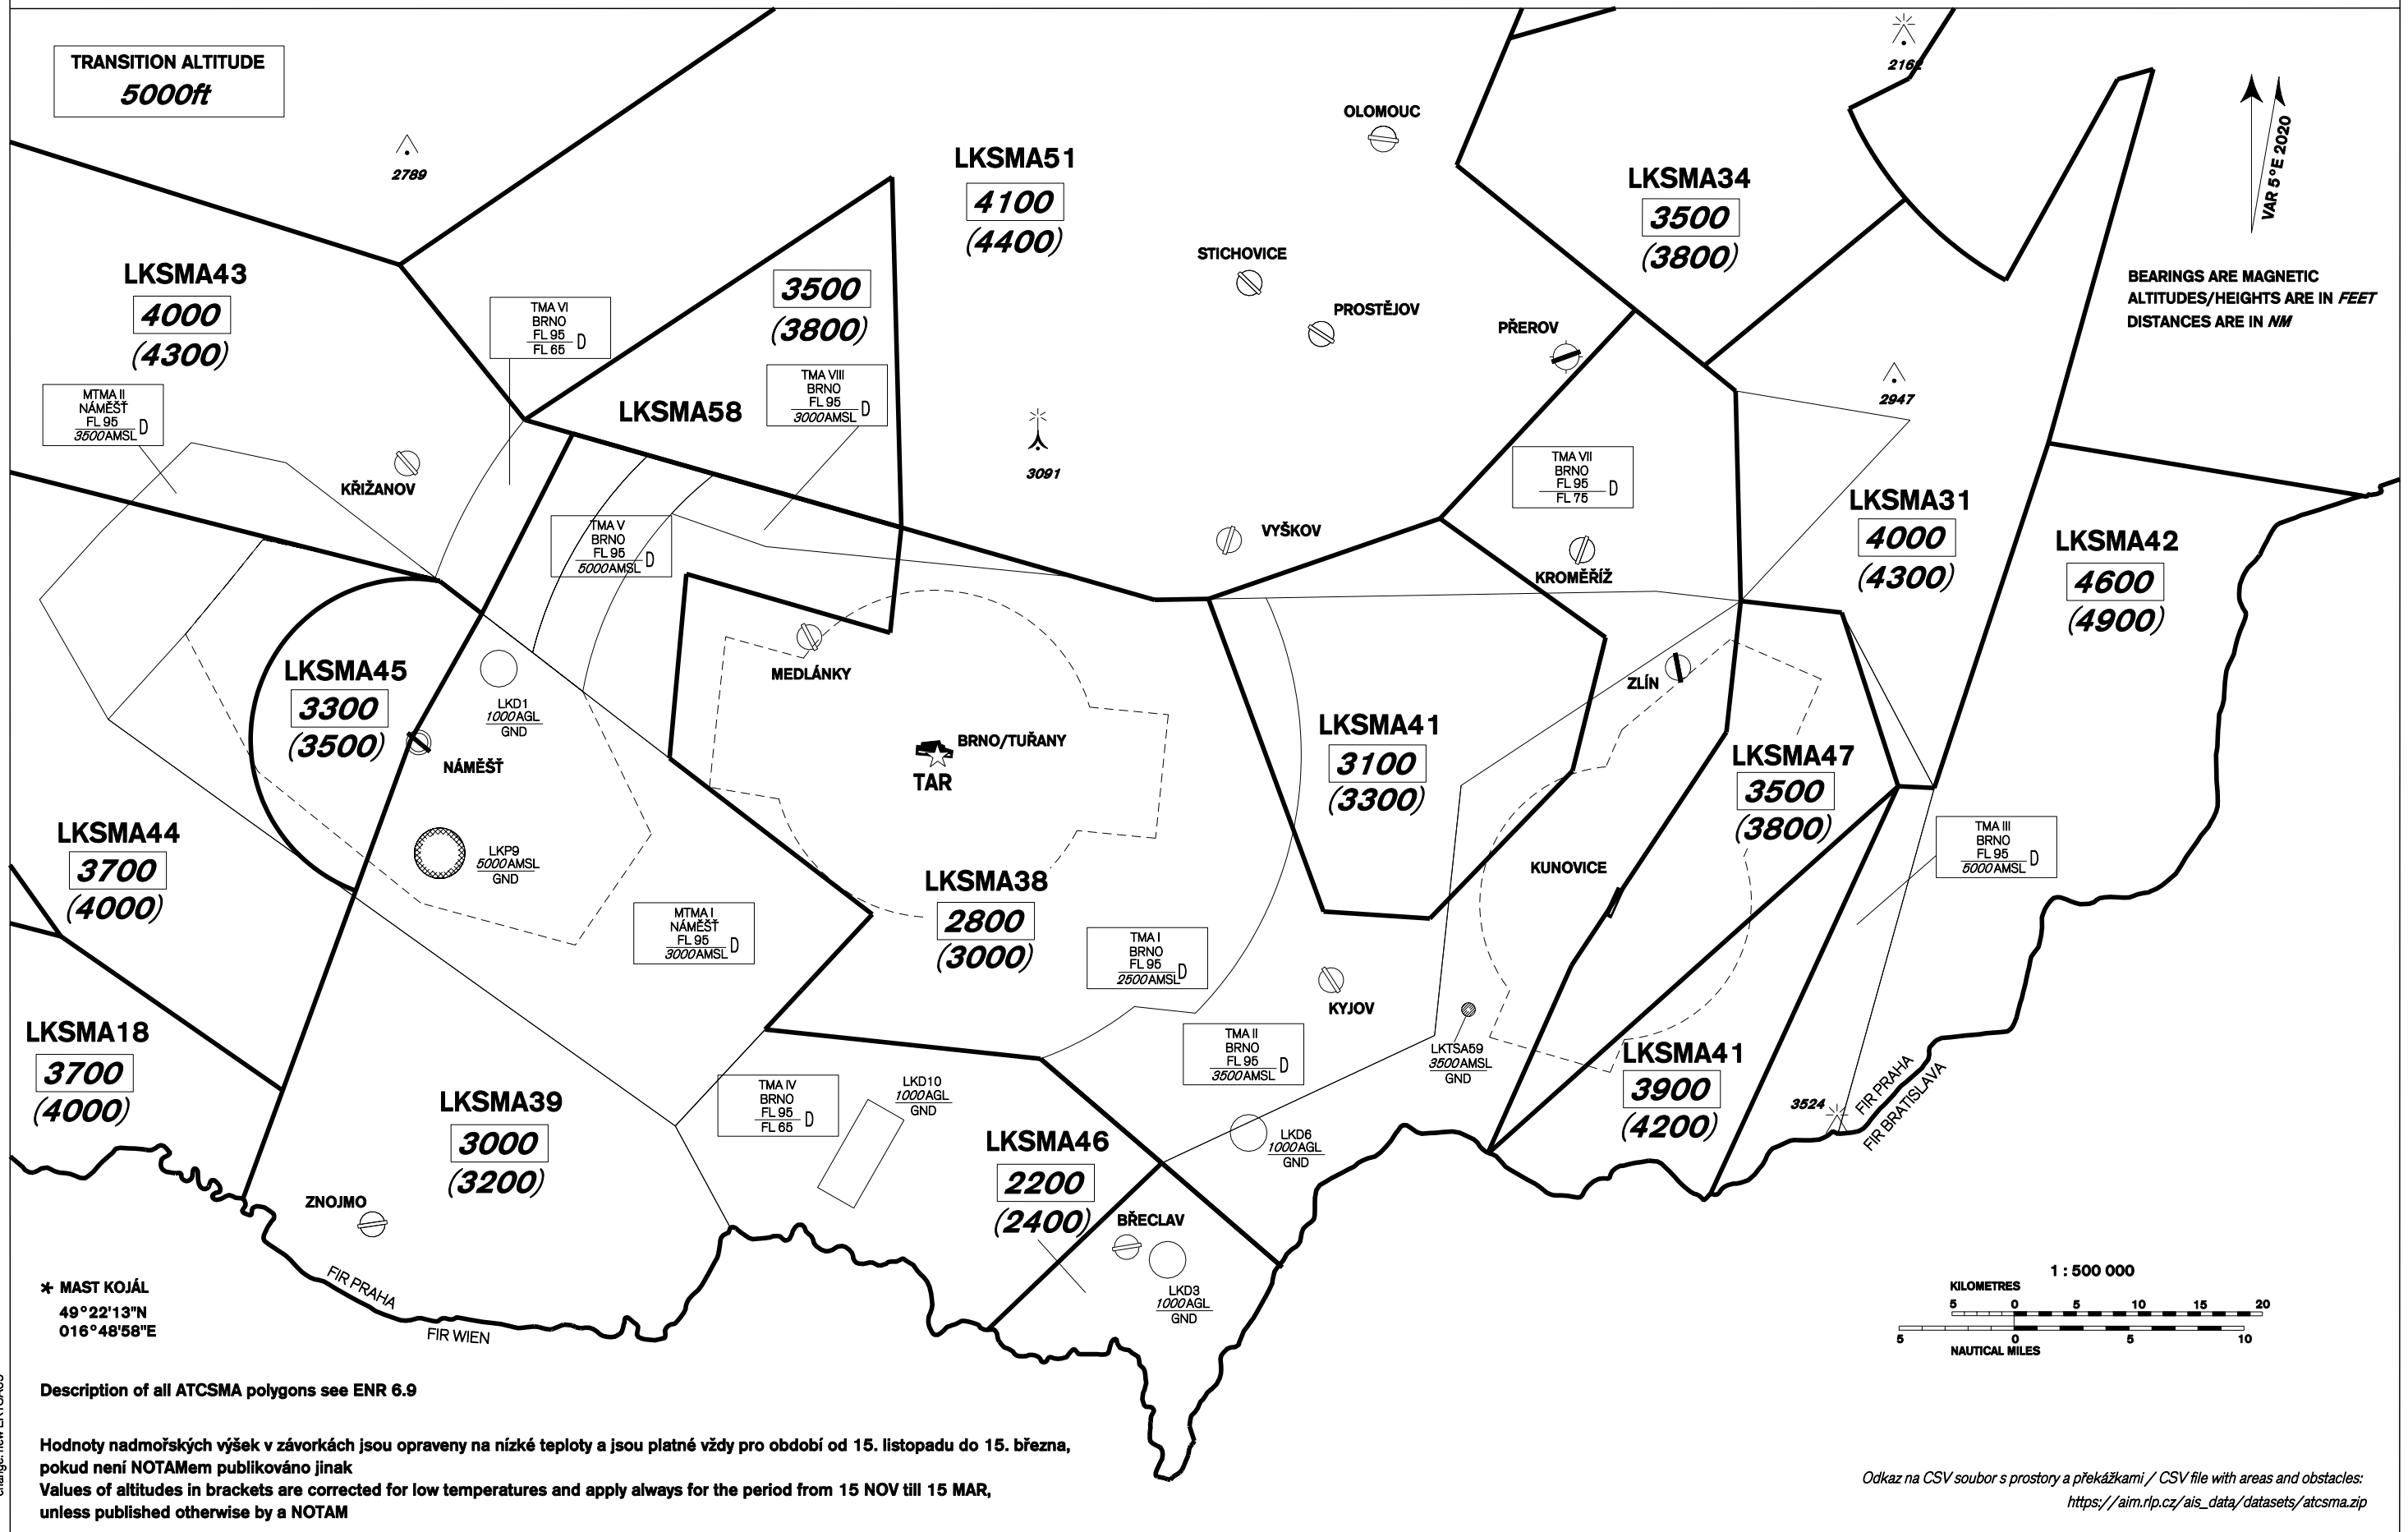 TRANSITION ALTITUDE
5000ft
2789
OLOMOUC
2162
VAR 5°E 2020
LKSMA51
4100
(4400)
LKSMA34
3500
(3800)
STICHOVICE
PROSTĚJOV
PŘEROV
BEARINGS ARE MAGNETIC
ALTITUDES/HEIGHTS ARE IN FEET
DISTANCES ARE IN NM
LKSMA43
4000
(4300)
TMA VI
BRNO
FL 95
FL 65
D
3500
(3800)
LKSMA58
TMA VIII
BRNO
FL 95
3000AMSL
D
MTMA II
NÁMĚŠŤ
FL 95
3500AMSL
D
KŘIŽANOV
3091
2947
TMA VII
BRNO
FL 95
FL 75
D
VYŠKOV
KROMĚŘÍŽ
LKSMA31
4000
(4300)
LKSMA42
4600
(4900)
TMA V
BRNO
FL 95
5000AMSL
D
LKSMA45
3300
(3500)
LKD1
1000AGL
GND
MEDLÁNKY
NÁMĚŠŤ
BRNO/TUŘANY
TAR
ZLÍN
LKSMA41
3100
(3300)
LKSMA47
3500
(3800)
LKSMA44
3700
(4000)
LKP9
5000AMSL
GND
KUNOVICE
TMA III
BRNO
FL 95
5000AMSL
D
LKSMA38
2800
(3000)
MTMA I
NÁMĚŠŤ
FL 95
3000AMSL
D
TMA I
BRNO
FL 95
2500AMSL
D
KYJOV
LKSMA18
3700
(4000)
TMA II
BRNO
FL 95
3500AMSL
D
LKTSA59
3500AMSL
GND
LKSMA41
3900
(4200)
3524
FIR PRAHA
FIR BRATISLAVA
LKSMA39
3000
(3200)
TMA IV
BRNO
FL 95
FL 65
D
LKD10
1000AGL
GND
LKSMA46
2200
(2400)
LKD6
1000AGL
GND
ZNOJMO
BŘECLAV
LKD3
1000AGL
GND
FIR PRAHA
FIR WIEN
* MAST KOJÁL
49°22'13"N
016°48'58"E
1 : 500 000
KILOMETRES
5 0 5 10 15 20
5 0 5 10
NAUTICAL MILES
Description of all ATCSMA polygons see ENR 6.9
Hodnoty nadmořských výšek v závorkách jsou opraveny na nízké teploty a jsou platné vždy pro období od 15. listopadu do 15. března,
pokud není NOTAMem publikováno jinak
Values of altitudes in brackets are corrected for low temperatures and apply always for the period from 15 NOV till 15 MAR,
unless published otherwise by a NOTAM
Odkaz na CSV soubor s prostory a překážkami / CSV file with areas and obstacles:
https://aim.rlp.cz/ais_data/datasets/atcsma.zip